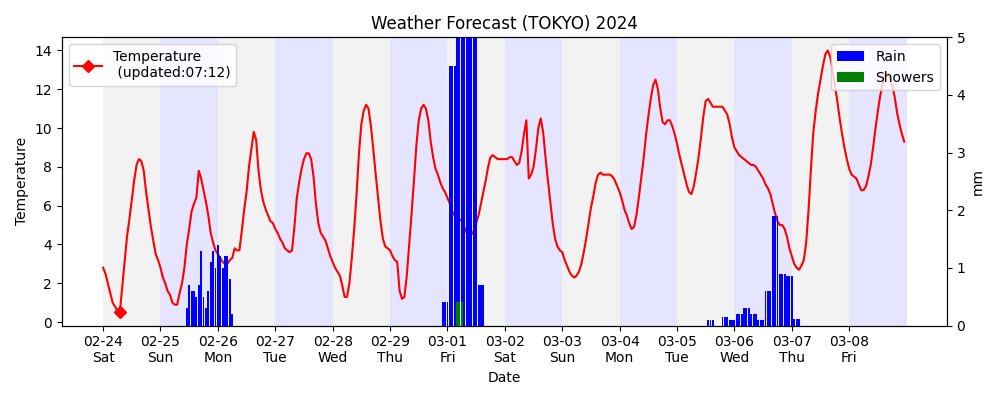 Weather Forecast (TOKYO) 2024
Temperature
(updated:07:12)
Rain
Showers
Temperature
14
12
10
8
6
4
2
0
5
4
3
2
1
0
mm
02-24 02-25 02-26 02-27 02-28 02-29 03-01 03-02 03-03 03-04 03-05 03-06 03-07 03-08
Sat Sun Mon Tue Wed Thu Fri Sat Sun Mon Tue Wed Thu Fri
Date